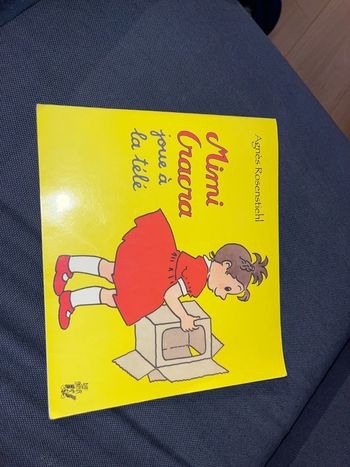 Agnès Rosenstiehl
Mimi
Cracra
joue à
la télé